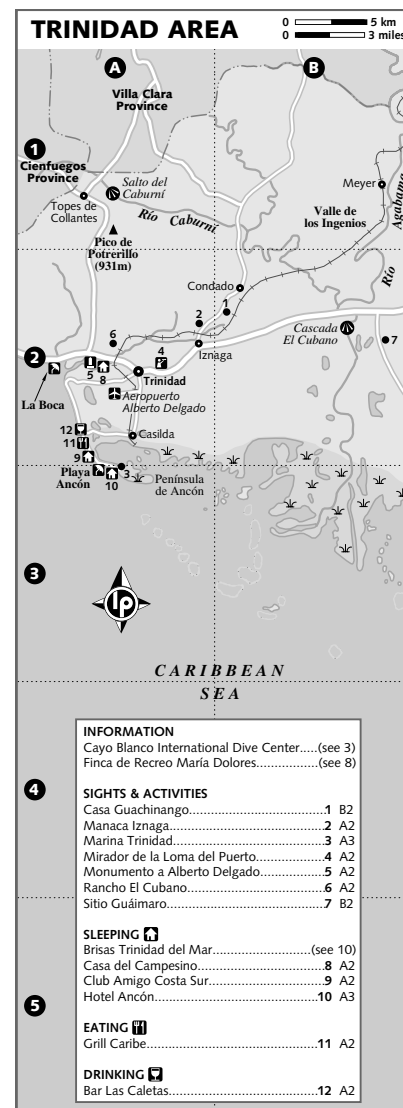 TRINIDAD AREA
0 5 km
0 3 miles
A
B
Villa Clara
Province
1
Cienfuegos
Province
Salto del
Caburní
Topes de
Collantes
Río Caburní
Meyer
Valle de
los Ingenios
Agabama
Río
Pico de
Potrerillo
(931m)
Condado
1
2
6
4
Iznaga
Cascada
El Cubano
7
2
5
8
Trinidad
La Boca
Aeropuerto
Alberto Delgado
12
11
Casilda
9
Playa
Ancón
10
3
Península
de Ancón
3
lp
CARIBBEAN
SEA
4
5
INFORMATION
Cayo Blanco International Dive Center.....(see 3)
Finca de Recreo María Dolores...............(see 8)
SIGHTS & ACTIVITIES
Casa Guachinango...................................1 B2
Manaca Iznaga........................................2 A2
Marina Trinidad.......................................3 A3
Mirador de la Loma del Puerto.................4 A2
Monumento a Alberto Delgado................5 A2
Rancho El Cubano...................................6 A2
Sitio Guáimaro........................................7 B2
SLEEPING
Brisas Trinidad del Mar..........................(see 10)
Casa del Campesino.................................8 A2
Club Amigo Costa Sur..............................9 A2
Hotel Ancón..........................................10 A3
EATING
Grill Caribe............................................11 A2
DRINKING
Bar Las Caletas......................................12 A2